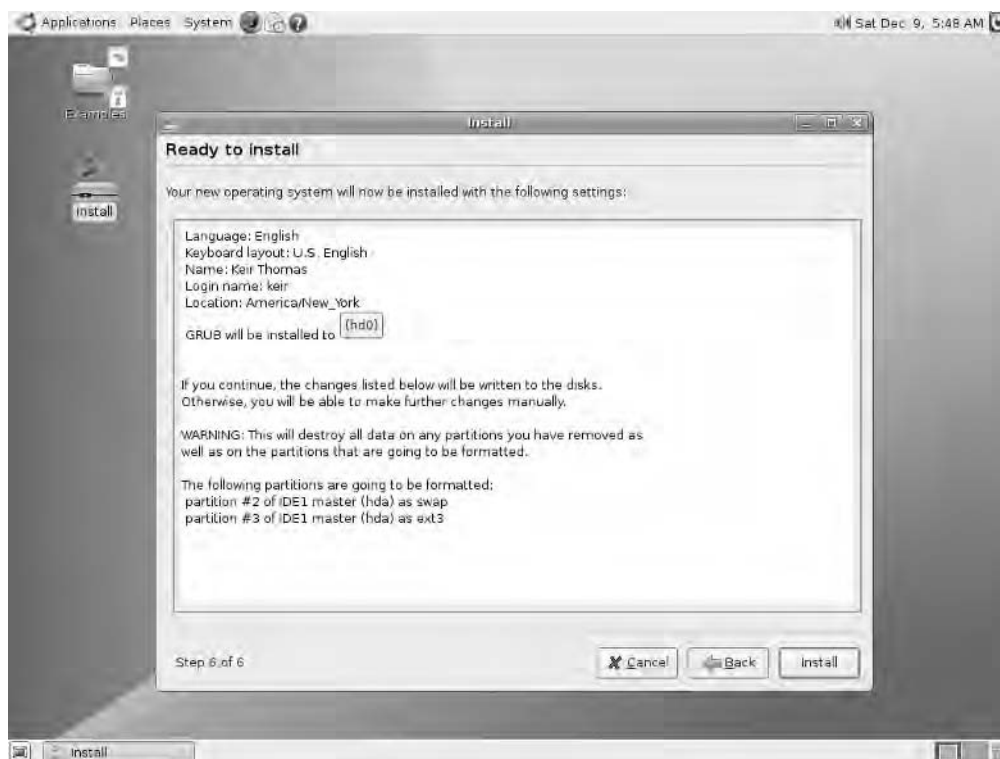 Applications Places System
Sat Dec 9, 5:48 AM
Examples
Install
Install
Ready to install
Your new operating system will now be installed with the following settings:
Language: English
Keyboard layout: U.S. English
Name: Keir Thomas
Login name: keir
Location: America/New_York
GRUB will be installed to (hd0)
If you continue, the changes listed below will be written to the disks.
Otherwise, you will be able to make further changes manually.
WARNING: This will destroy all data on any partitions you have removed as
well as on the partitions that are going to be formatted.
The following partitions are going to be formatted:
partition #2 of IDE1 master (hda) as swap
partition #3 of IDE1 master (hda) as ext3
Step 6 of 6
Cancel Back Install
Install